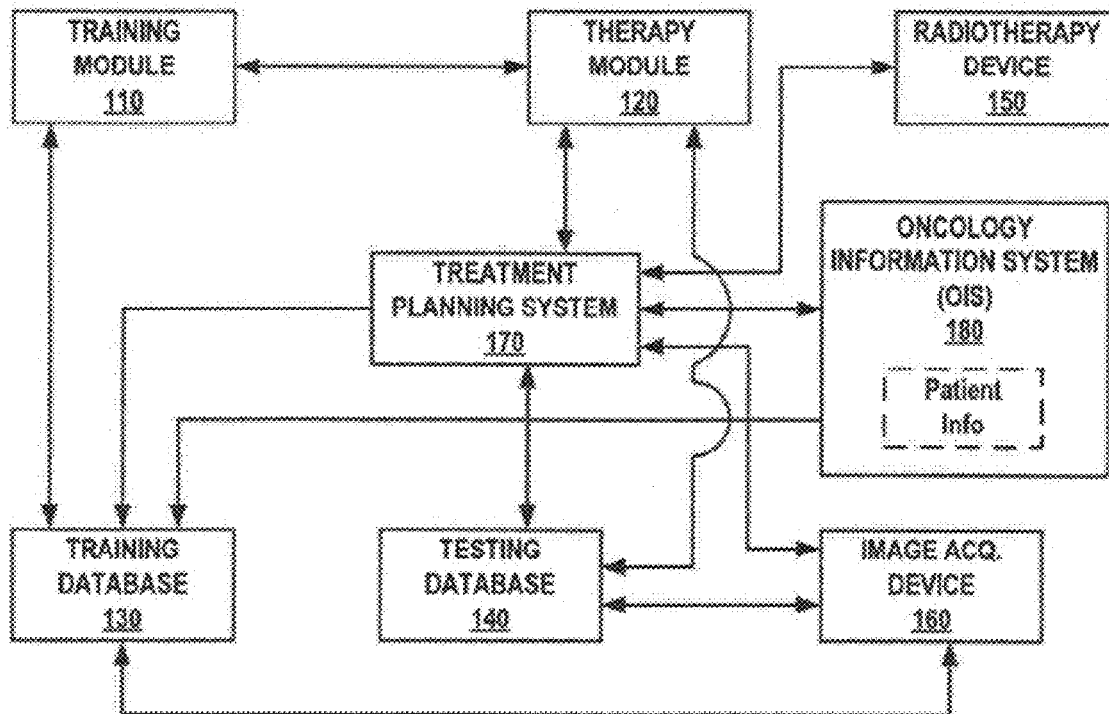 TRAINING
MODULE
110
THERAPY
MODULE
120
RADIOTHERAPY
DEVICE
150
TREATMENT
PLANNING SYSTEM
170
ONCOLOGY
INFORMATION SYSTEM
(OIS)
180
Patient
Info
TRAINING
DATABASE
130
TESTING
DATABASE
140
IMAGE ACQ.
DEVICE
160